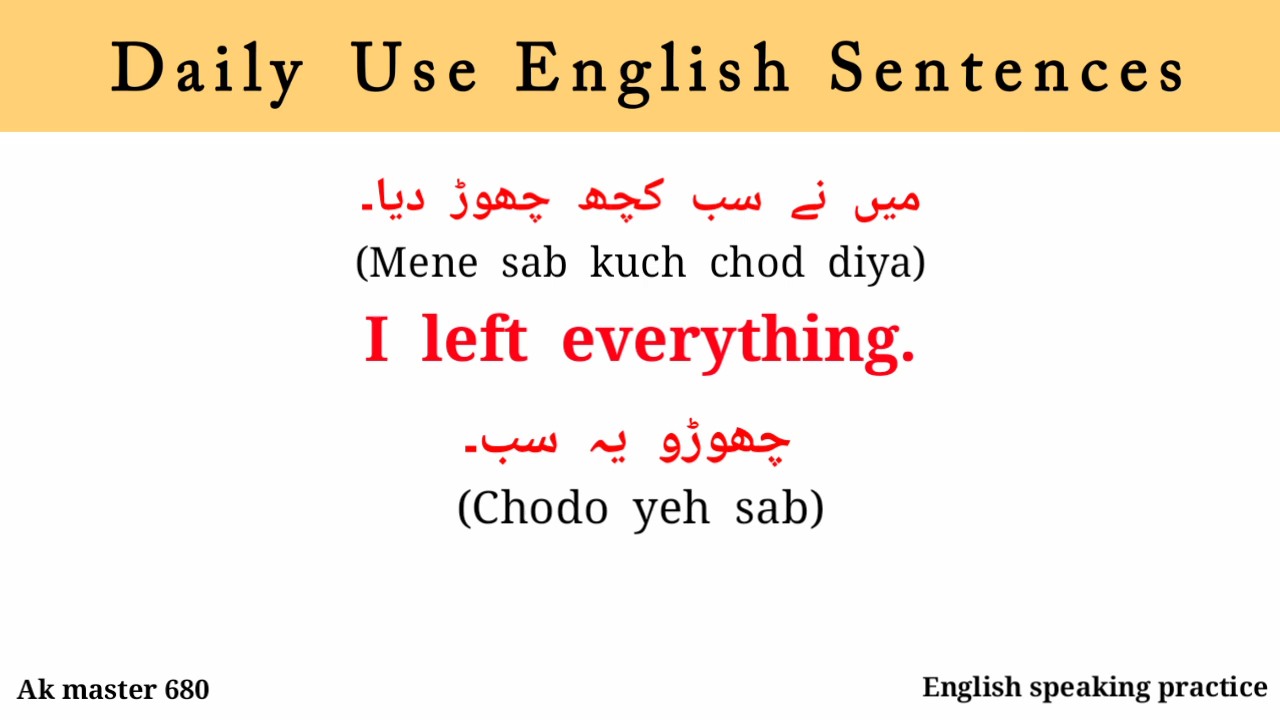 Daily Use English Sentences
میں نے سب کچھ چھوڑ دیا۔
(Mene sab kuch chod diya)
I left everything.
چھوڑو یہ سب۔
(Chodo yeh sab)
Ak master 680
English speaking practice